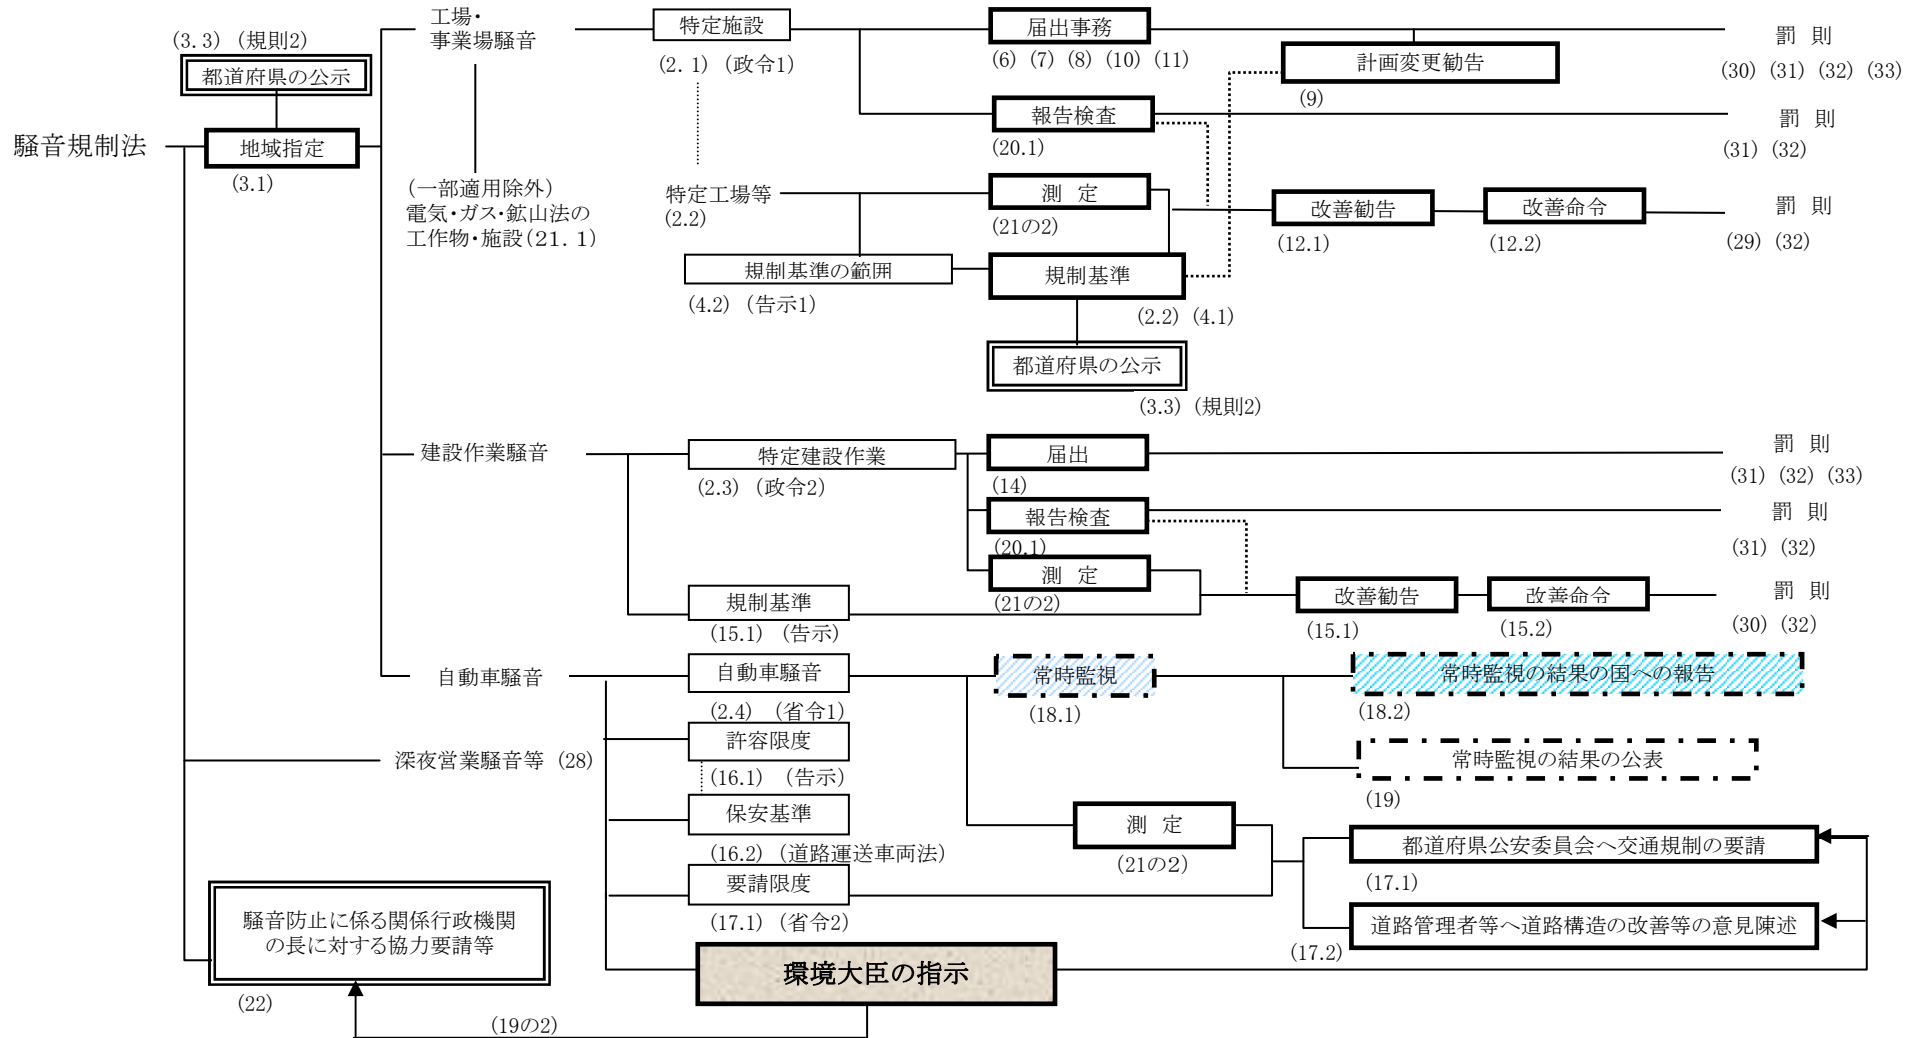 騒音規制法
(3.3) (規則2)
都道府県の公示
地域指定
(3.1)
工場・
事業場騒音
(一部適用除外)
電気・ガス・鉱山法の
工作物・施設(21. 1)
特定施設
(2. 1) (政令1)
届出事務
(6) (7) (8) (10) (11)
計画変更勧告
(9)
罰 則
(30) (31) (32) (33)
報告検査
(20.1)
罰 則
(31) (32)
特定工場等
(2.2)
測 定
(21の2)
改善勧告
(12.1)
改善命令
(12.2)
罰 則
(29) (32)
規制基準の範囲
(4.2) (告示1)
規制基準
(2.2) (4.1)
都道府県の公示
(3.3) (規則2)
建設作業騒音
特定建設作業
(2.3) (政令2)
届出
(14)
罰 則
(31) (32) (33)
報告検査
(20.1)
罰 則
(31) (32)
測 定
(21の2)
規制基準
(15.1) (告示)
改善勧告
(15.1)
改善命令
(15.2)
罰 則
(30) (32)
自動車騒音
自動車騒音
(2.4) (省令1)
常時監視
(18.1)
常時監視の結果の国への報告
(18.2)
常時監視の結果の公表
(19)
深夜営業騒音等 (28)
許容限度
(16.1) (告示)
保安基準
(16.2) (道路運送車両法)
測 定
(21の2)
要請限度
(17.1) (省令2)
都道府県公安委員会へ交通規制の要請
(17.1)
道路管理者等へ道路構造の改善等の意見陳述
(17.2)
騒音防止に係る関係行政機関
の長に対する協力要請等
(22)
環境大臣の指示
(19の2)